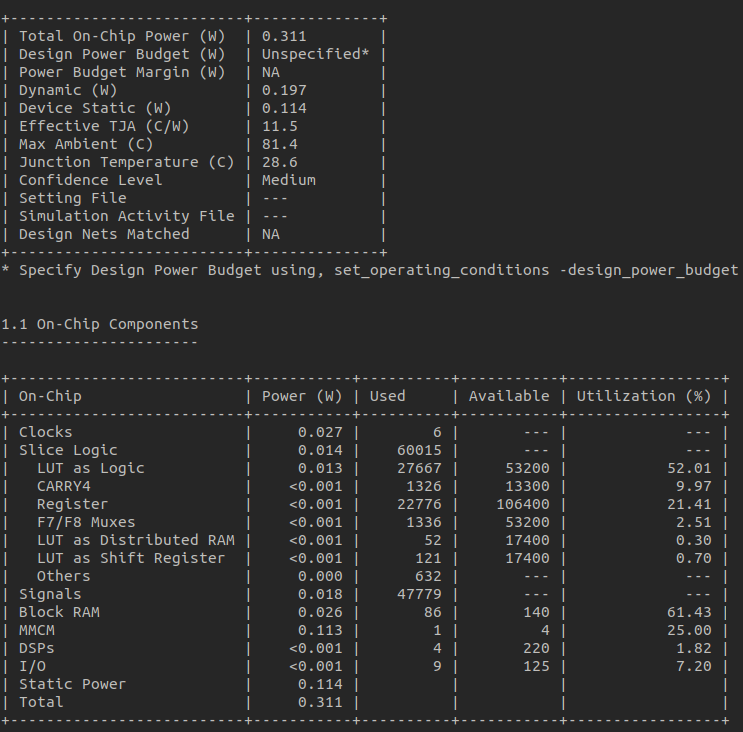 +--------------------------+--------------+
| Total On-Chip Power (W)  | 0.311        |
| Design Power Budget (W)  | Unspecified* |
| Power Budget Margin (W)  | NA           |
| Dynamic (W)              | 0.197        |
| Device Static (W)        | 0.114        |
| Effective TJA (C/W)      | 11.5         |
| Max Ambient (C)          | 81.4         |
| Junction Temperature (C) | 28.6         |
| Confidence Level         | Medium       |
| Setting File             | ---          |
| Simulation Activity File | ---          |
| Design Nets Matched      | NA           |
+--------------------------+--------------+
* Specify Design Power Budget using, set_operating_conditions -design_power_budget
1.1 On-Chip Components
----------------------
+--------------------------+-----------+----------+-----------+-----------------+
| On-Chip                  | Power (W) | Used     | Available | Utilization (%) |
+--------------------------+-----------+----------+-----------+-----------------+
| Clocks                   |     0.027 |        6 |       --- |             --- |
| Slice Logic              |     0.014 |    60015 |       --- |             --- |
|   LUT as Logic           |     0.013 |    27667 |     53200 |           52.01 |
|   CARRY4                 |    <0.001 |     1326 |     13300 |            9.97 |
|   Register               |    <0.001 |    22776 |    106400 |           21.41 |
|   F7/F8 Muxes            |    <0.001 |     1336 |     53200 |            2.51 |
|   LUT as Distributed RAM |    <0.001 |       52 |     17400 |            0.30 |
|   LUT as Shift Register  |    <0.001 |      121 |     17400 |            0.70 |
|   Others                 |     0.000 |      632 |       --- |             --- |
| Signals                  |     0.018 |    47779 |       --- |             --- |
| Block RAM                |     0.026 |       86 |       140 |           61.43 |
| MMCM                     |     0.113 |        1 |         4 |           25.00 |
| DSPs                     |    <0.001 |        4 |       220 |            1.82 |
| I/O                      |    <0.001 |        9 |       125 |            7.20 |
| Static Power             |     0.114 |          |           |                 |
| Total                    |     0.311 |          |           |                 |
+--------------------------+-----------+----------+-----------+-----------------+